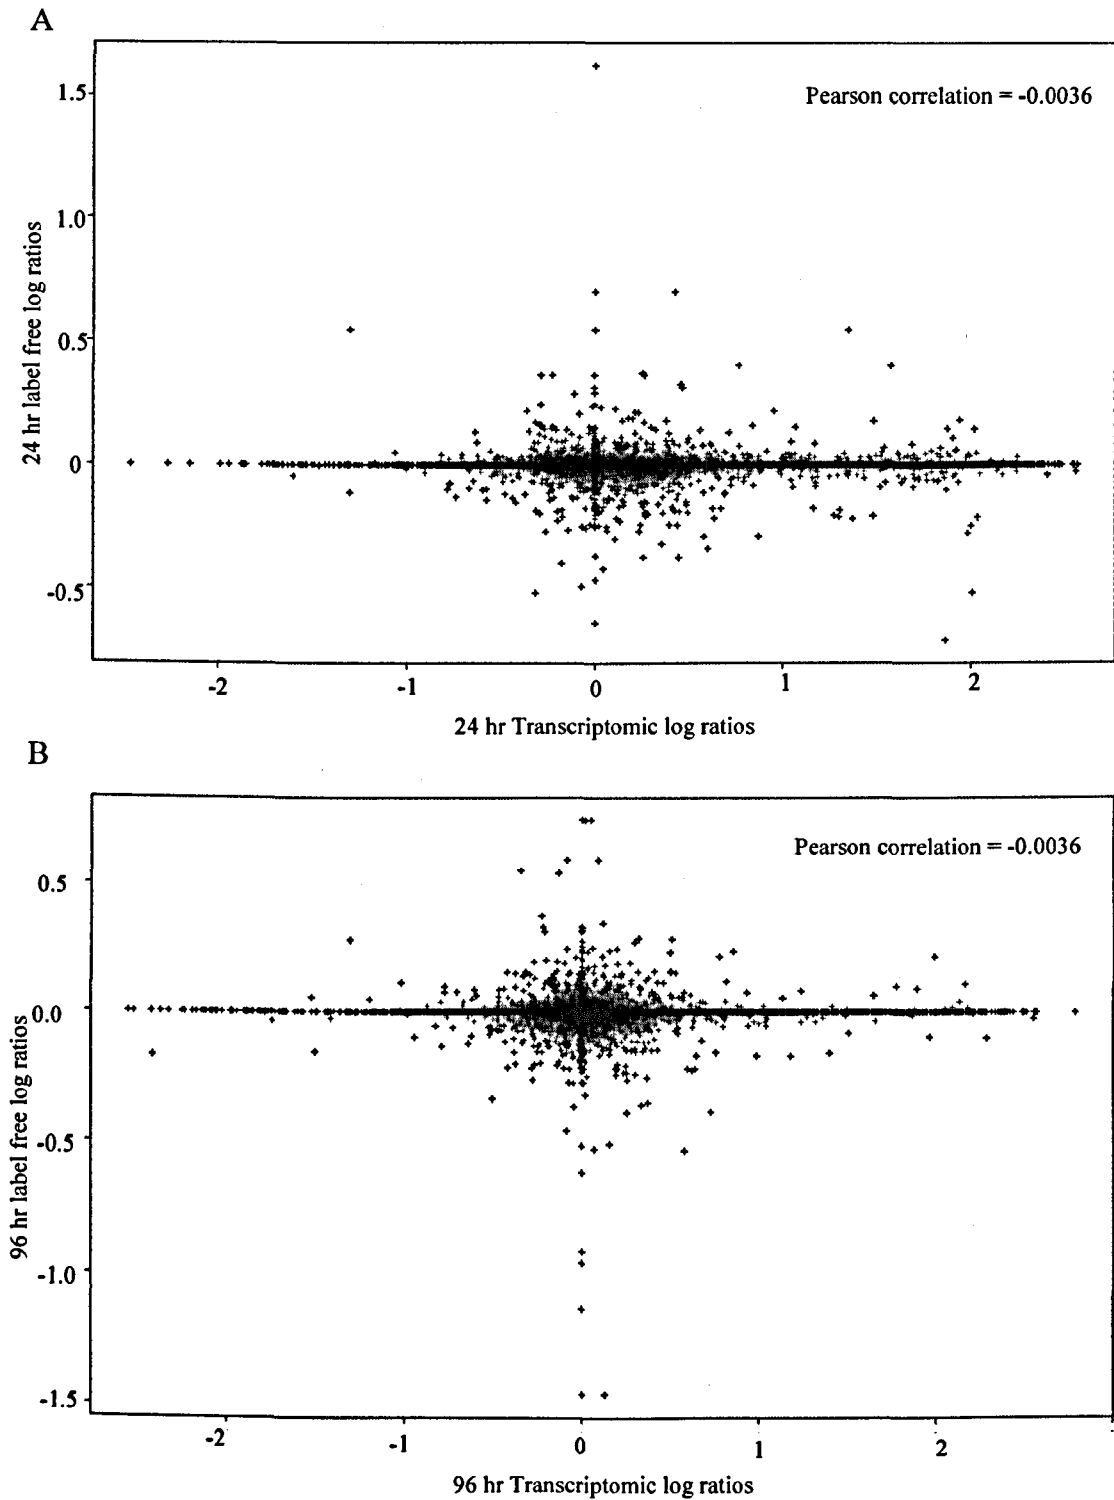 A
Pearson correlation = -0.0036
1.5
1.0
0.5
0
-0.5
24 hr label free log ratios
-2
-1
0
1
2
24 hr Transcriptomic log ratios
B
Pearson correlation = -0.0036
0.5
0.0
-0.5
-1.0
-1.5
96 hr label free log ratios
-2
-1
0
1
2
96 hr Transcriptomic log ratios